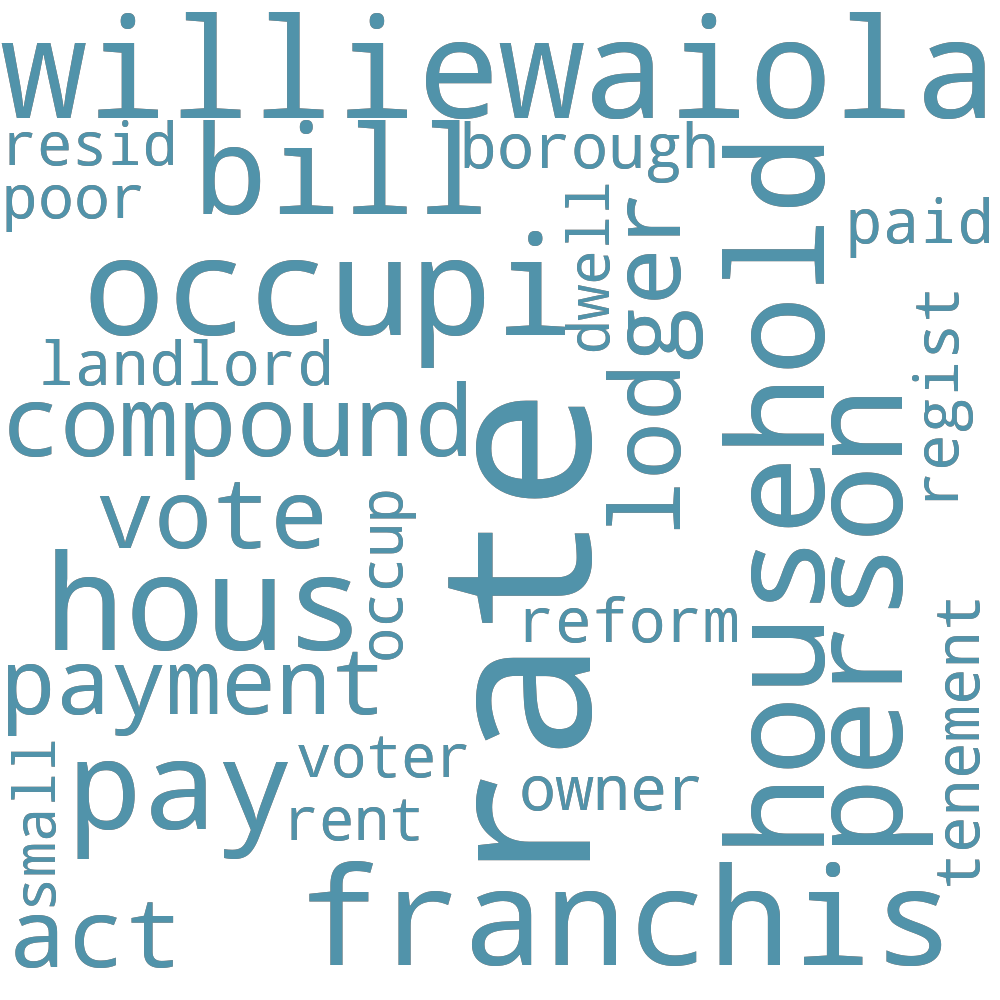 williewaiola
resid
bill
borough
poor
paid
occupi
dwell
lodger
household
regist
landlord
compound
person
rate
vote
occup
hous
reform
payment
tenement
small
pay
voter
owner
rent
franchis
act